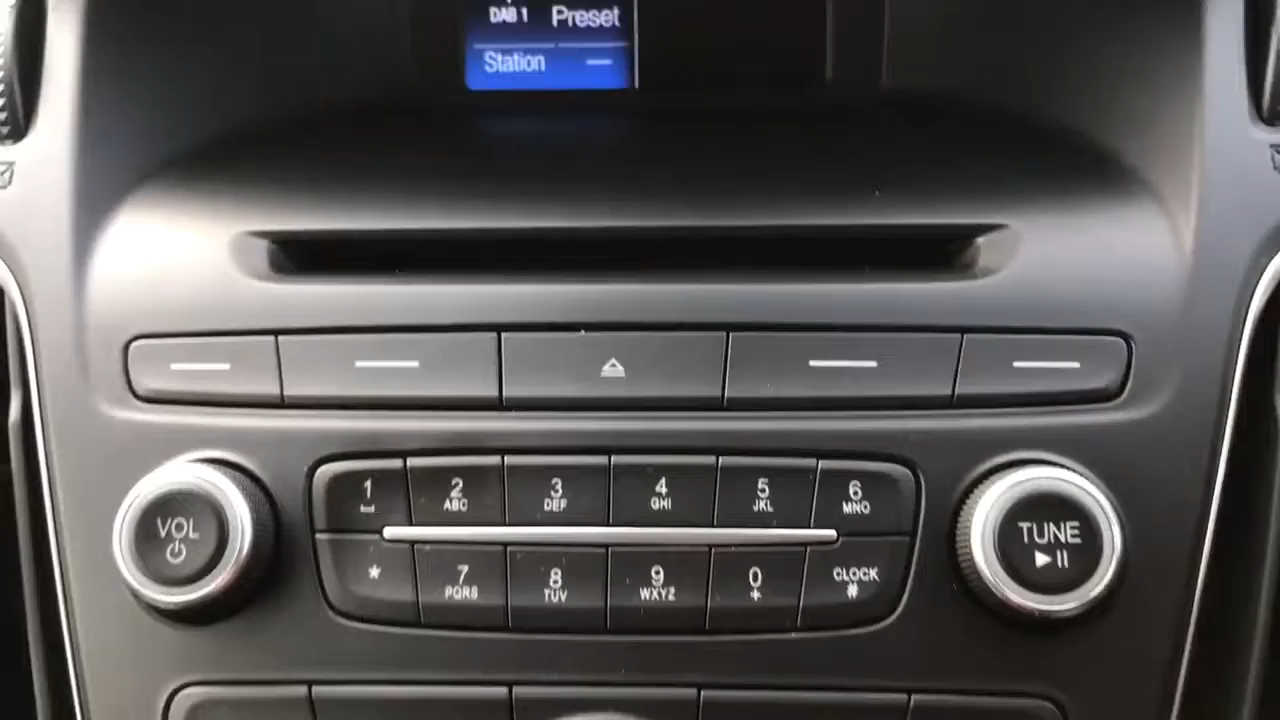 DAB 1 Preset
Station —
VOL
1 2 3 4 5 6
ABC DEF GHI JKL MNO
* 7 8 9 0 CLOCK
PQRS TUV WXYZ + #
TUNE